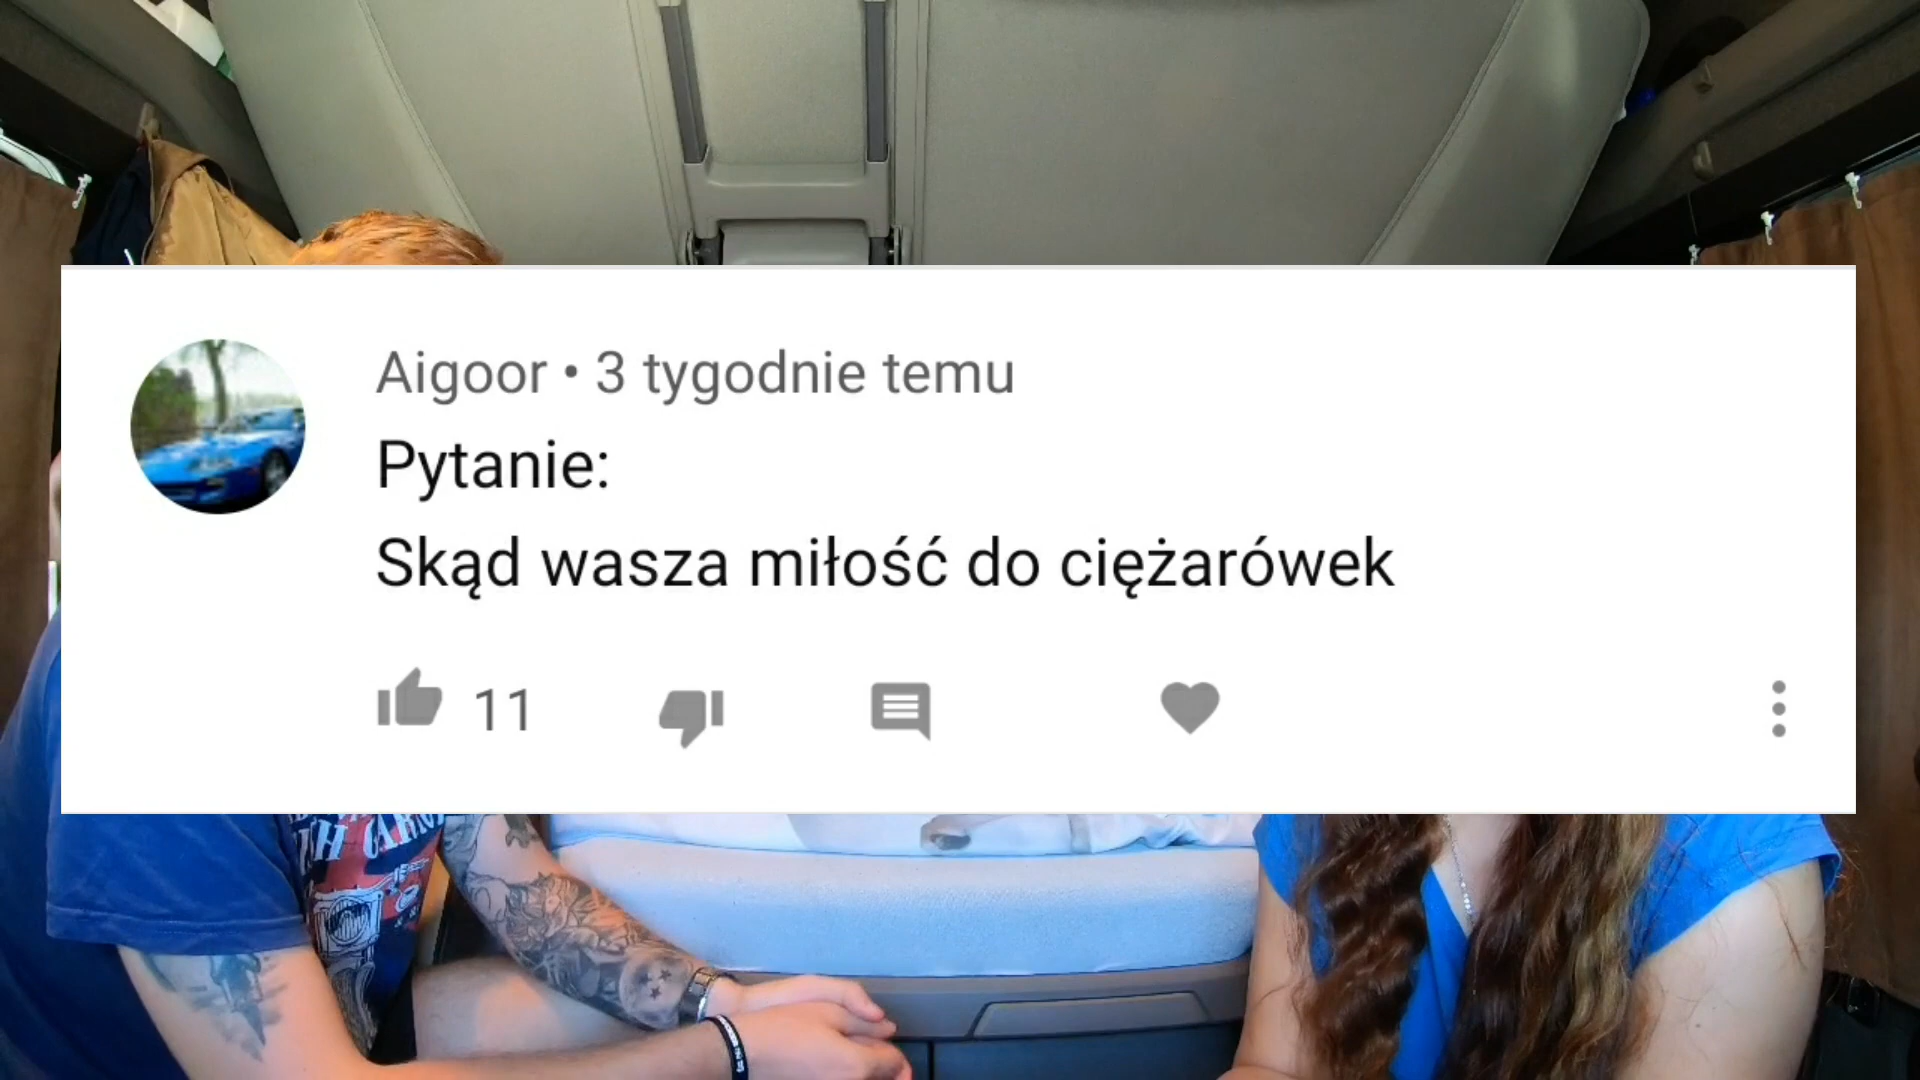 Aigoor • 3 tygodnie temu
Pytanie:
Skąd wasza miłość do ciężarówek
11